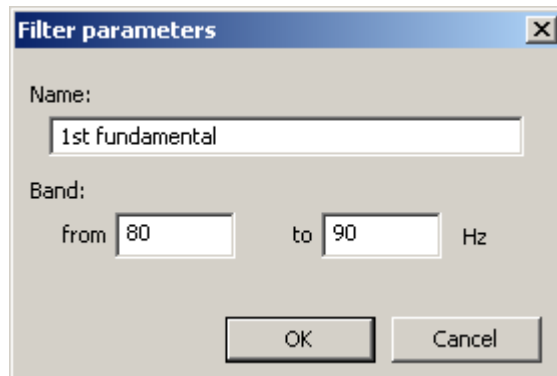 Filter parameters
Name:
1st fundamental
Band:
from 80 to 90 Hz
OK Cancel